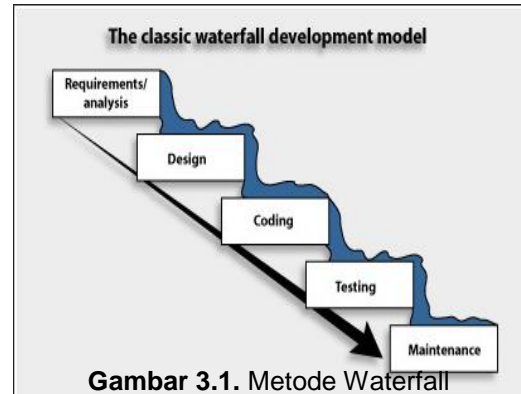 The classic waterfall development model
Requirements/
analysis
Design
Coding
Testing
Maintenance
Gambar 3.1. Metode Waterfall